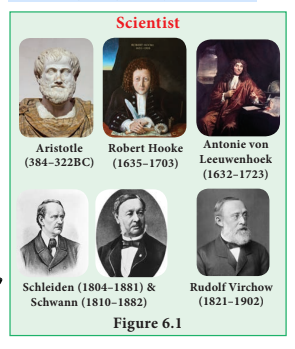 Scientist
Aristotle
(384–322BC)
Robert Hooke
(1635–1703)
Antonie von
Leeuwenhoek
(1632–1723)
Schleiden (1804–1881) &
Schwann (1810–1882)
Rudolf Virchow
(1821–1902)
Figure 6.1